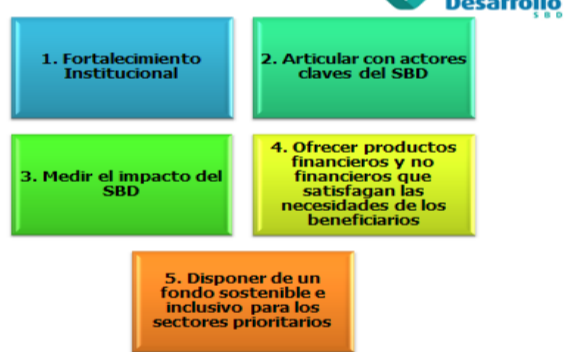 Desarrollo
SBD
1. Fortalecimiento
Institucional
2. Articular con actores
claves del SBD
3. Medir el impacto del
SBD
4. Ofrecer productos
financieros y no
financieros que
satisfagan las
necesidades de los
beneficiarios
5. Disponer de un
fondo sostenible e
inclusivo para los
sectores prioritarios